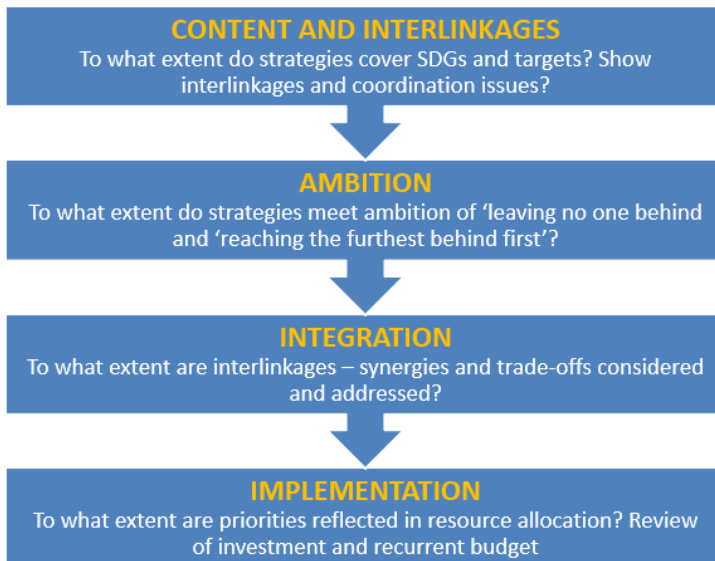 CONTENT AND INTERLINKAGES
To what extent do strategies cover SDGs and targets? Show
interlinkages and coordination issues?
AMBITION
To what extent do strategies meet ambition of ‘leaving no one behind
and ‘reaching the furthest behind first’?
INTEGRATION
To what extent are interlinkages – synergies and trade-offs considered
and addressed?
IMPLEMENTATION
To what extent are priorities reflected in resource allocation? Review
of investment and recurrent budget